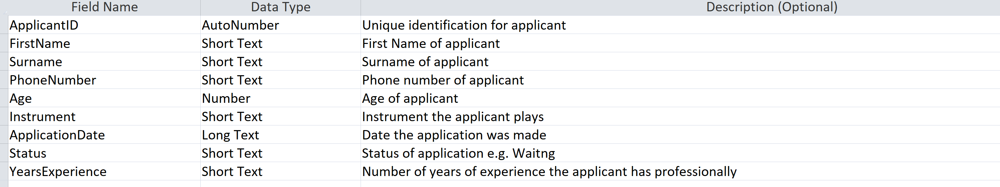 Field Name Data Type Description (Optional)
ApplicantID AutoNumber Unique identification for applicant
FirstName Short Text First Name of applicant
Surname Short Text Surname of applicant
PhoneNumber Short Text Phone number of applicant
Age Number Age of applicant
Instrument Short Text Instrument the applicant plays
ApplicationDate Long Text Date the application was made
Status Short Text Status of application e.g. Waitng
YearsExperience Short Text Number of years of experience the applicant has professionally